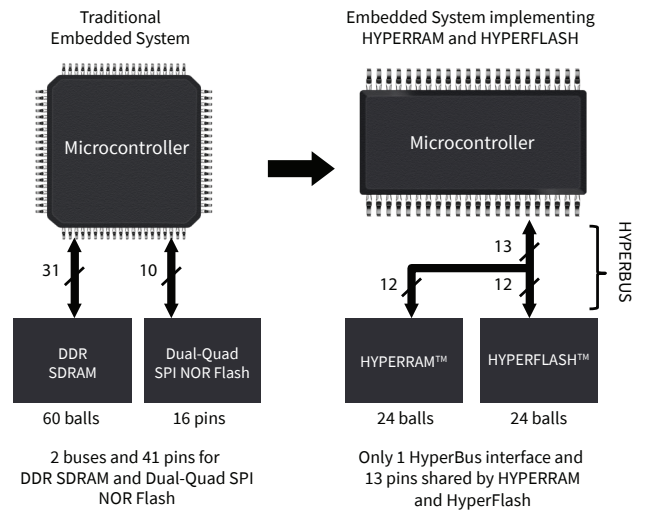 Traditional
Embedded System
Embedded System implementing
HYPERRAM and HYPERFLASH
Microcontroller
Microcontroller
31
10
13
12
12
HYPERBUS
DDR
SDRAM
Dual-Quad
SPI NOR Flash
HYPERRAM™
HYPERFLASH™
60 balls
16 pins
24 balls
24 balls
2 buses and 41 pins for
DDR SDRAM and Dual-Quad SPI
NOR Flash
Only 1 HyperBus interface and
13 pins shared by HYPERRAM
and HyperFlash